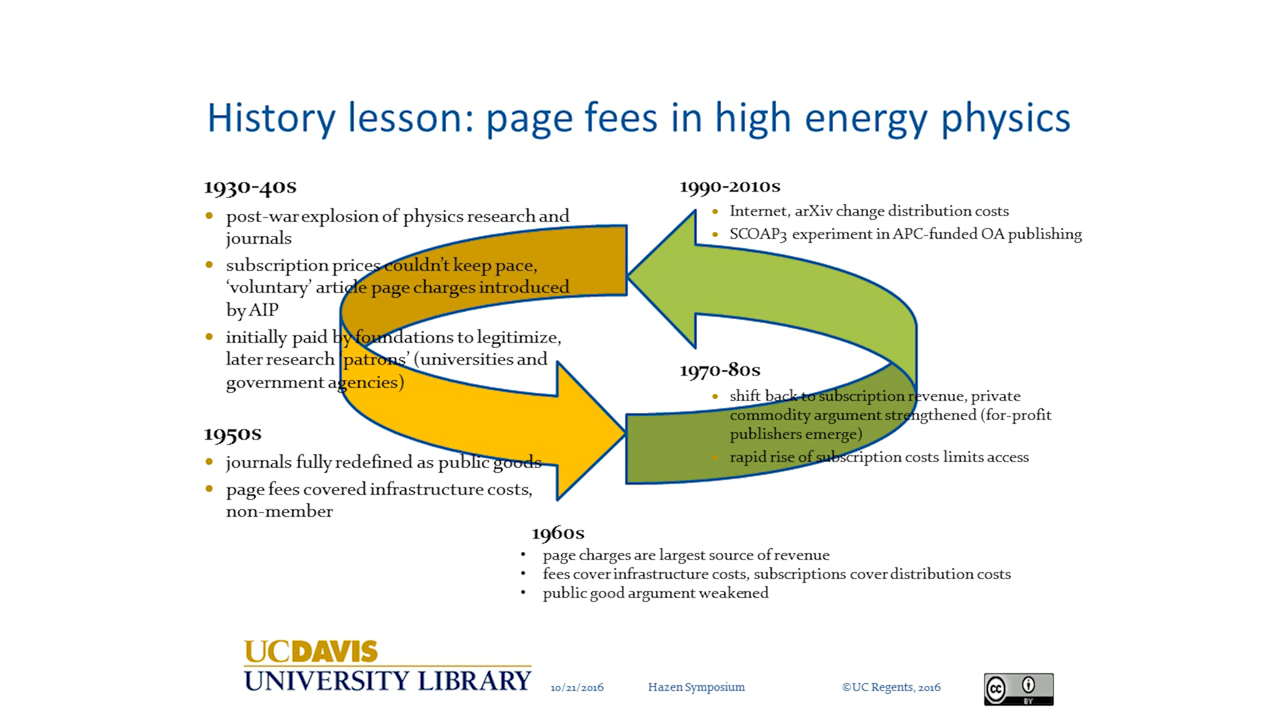 History lesson: page fees in high energy physics
1930-40s
• post-war explosion of physics research and
journals
• subscription prices couldn't keep pace,
'voluntary' article page charges introduced
by AIP
• initially paid by foundations to legitimize,
later research 'patrons' (universities and
government agencies)
1950s
• journals fully redefined as public goods
• page fees covered infrastructure costs,
non-member
1960s
• page charges are largest source of revenue
• fees cover infrastructure costs, subscriptions cover distribution costs
• public good argument weakened
1970-80s
• shift back to subscription revenue, private
commodity argument strengthened (for-profit
publishers emerge)
• rapid rise of subscription costs limits access
1990-2010s
• Internet, arXiv change distribution costs
• SCOAP3 experiment in APC-funded OA publishing
UCDAVIS
UNIVERSITY LIBRARY
10/21/2016
Hazen Symposium
©UC Regents, 2016
cc
BY